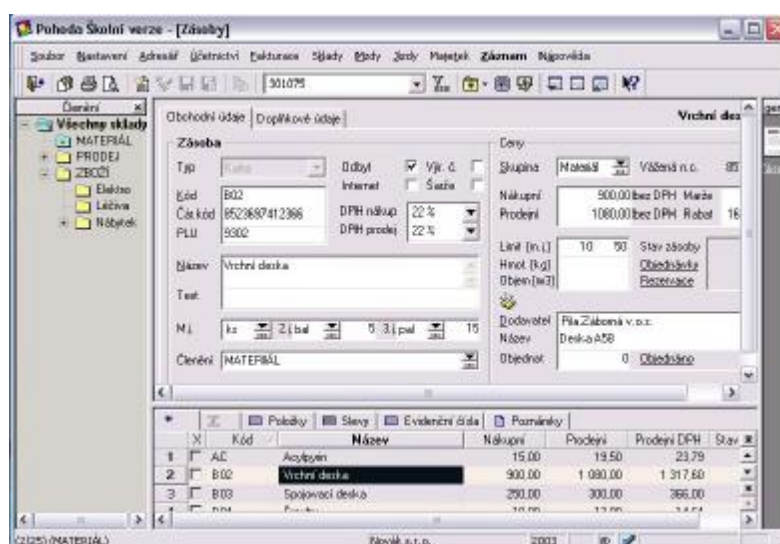 Pohoda Školní verze - [Zásoby]
Soubor Nastavení Adresář Účetnictví Fakturace Sklady Mzdy Jízdy Majetek Záznam Nápověda
301075
Členění
Všechny sklady
MATERIÁL
PRODEJ
ZBOŽÍ
Elektro
Léčiva
Nábytek
Obchodní údaje Doplňkové údaje
Zásoba
Typ Karta Odbyt Výr. č.
Internet Šarže
Kód B02
Čár.kód 8523697412366 DPH nákup 22 %
PLU 9302 DPH prodej 22 %
Název Vrchní deska
Text
M.j. ks 2.j. bal 5 3.j. pal 15
Členění MATERIÁL
Ceny
Skupina Materiál Vážená n.c.
Nákupní 900,00 bez DPH Marže
Prodejní 1080,00 bez DPH Rabat 16
Limit [m.j.] 10 50 Stav zásoby
Hmot. [kg] Objednávky
Objem [m3] Rezervace
Dodavatel Pila Záborná v.o.s.
Název Deska A58
Objednat 0 Objednáno
Položky Slevy Evidenční čísla Poznámky
X Kód Název Nákupní Prodejní Prodejní DPH Stav
1 AC Acylpyrin 15,00 19,50 23,79
2 B02 Vrchní deska 900,00 1 080,00 1 317,60
3 B03 Spojovací deska 250,00 300,00 366,00
(2/25) (MATERIÁL) Novák s.r.o. 2003